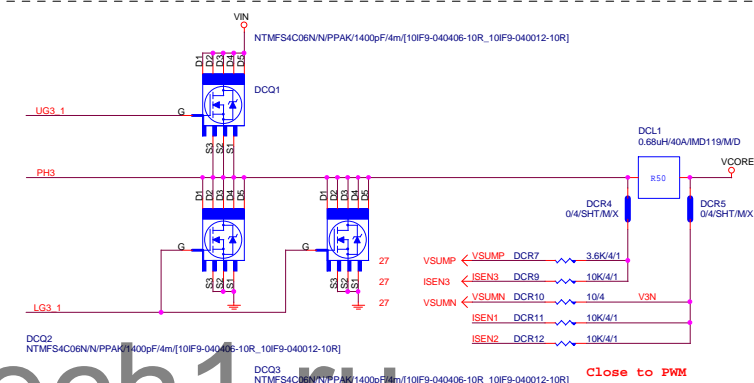 VIN
NTMFS4C06N/N/PPAK/1400pF/4m/[10IF9-040406-10R_10IF9-040012-10R]
D1 D2 D3 D4 D5
DCQ1
UG3_1
G
S3 S2 S1
DCL1
0.68uH/40A/IMD119/M/D
VCORE
R50
PH3
D1 D2 D3 D4 D5
D1 D2 D3 D4 D5
DCR4
0/4/SHT/M/X
DCR5
0/4/SHT/M/X
G
G
27 VSUMP VSUMP DCR7 3.6K/4/1
27 ISEN3 ISEN3 DCR9 10K/4/1
27 VSUMN VSUMN DCR10 10/4 V3N
S3 S2 S1
S3 S2 S1
LG3_1
ISEN1 DCR11 10K/4/1
ISEN2 DCR12 10K/4/1
DCQ2
NTMFS4C06N/N/PPAK/1400pF/4m/[10IF9-040406-10R_10IF9-040012-10R]
DCQ3
NTMFS4C06N/N/PPAK/1400pF/4m/[10IF9-040406-10R_10IF9-040012-10R]
Close to PWM